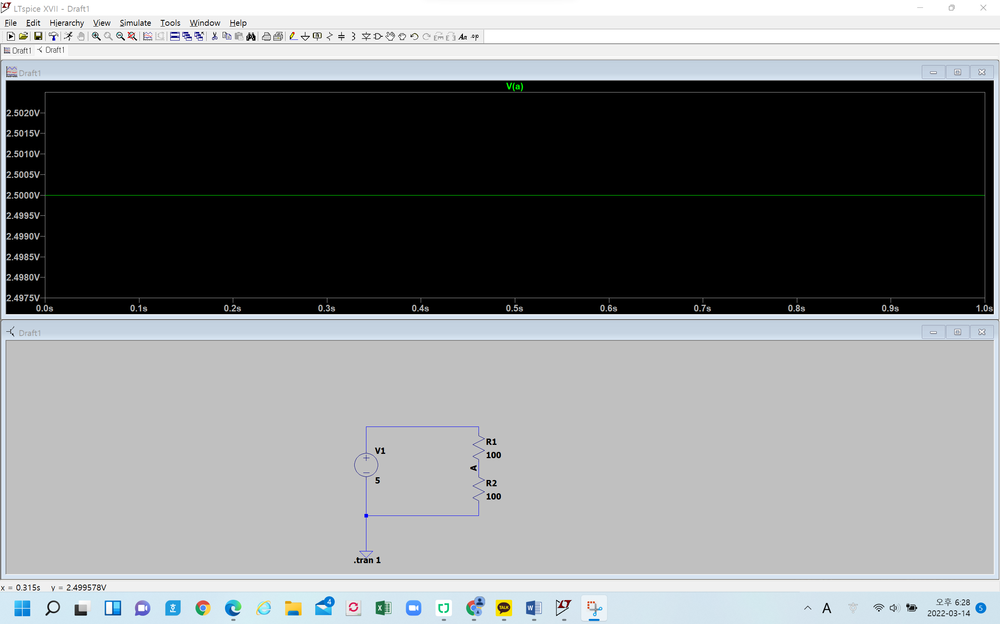 LTspice XVII - Draft1
File Edit Hierarchy View Simulate Tools Window Help
Aa .op
Draft1 Draft1
Draft1
V(a)
2.5020V
2.5015V
2.5010V
2.5005V
2.5000V
2.4995V
2.4990V
2.4985V
2.4980V
2.4975V
0.0s 0.1s 0.2s 0.3s 0.4s 0.5s 0.6s 0.7s 0.8s 0.9s 1.0s
Draft1
R1
V1
100
A
5
R2
100
.tran 1
x = 0.315s y = 2.499578V
4
호
X
TALK
W
A
오후 6:28
2022-03-14
5